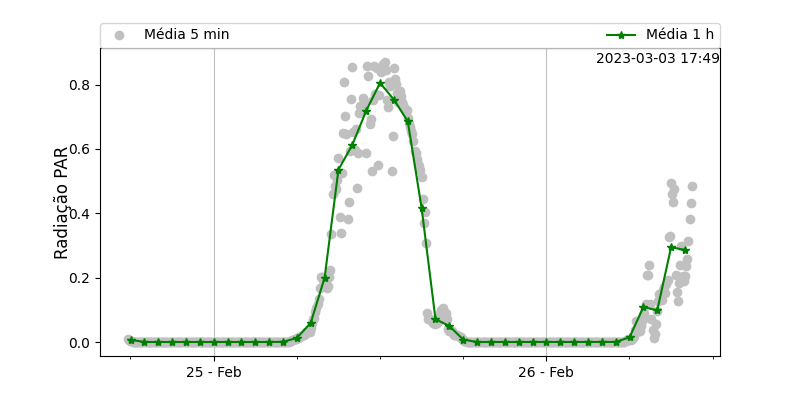 Média 5 min
Média 1 h
2023-03-03 17:49
Radiação PAR
0.8
0.6
0.4
0.2
0.0
25 - Feb
26 - Feb